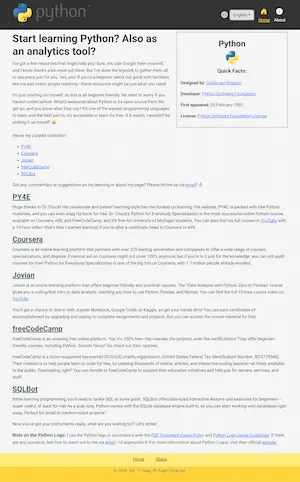 python™
English
Home
About
Start learning Python? Also as
an analytics tool?
I've got a few resources that might help you! Sure, you can Google them yourself,
and I know there's a lot more out there. But I've done the legwork to gather them all
in one place just for you. Yes, you! If you're a beginner who's not good with numbers
like me and needs simple teaching—these resources might be just what you need!
I'm just starting out myself, so this is all beginner-friendly. No need to worry if you
haven't coded before. What's awesome about Python is it's open-source from the
get-go, and you know what they say? It's one of the easiest programming languages
to learn, and the best part is, it's accessible to learn for free. If it wasn't, I wouldn't be
whipping it up myself!
Here's my curated collection:
PY4E
Coursera
Jovian
freeCodeCamp
SQLBolt
Python
Quick Facts:
Designed by: Guido van Rossum
Developer: Python Software Foundation
First appeared: 20 February 1991
License: Python Software Foundation License
Got any commentary or suggestions on my learning or about my page? Please hit me up via email!
PY4E
Huge thanks to Dr. Chuck! His passionate and patient teaching style has me hooked on learning. His website, PY4E, is packed with free Python
materials, and you can even snag his book for free. Dr. Chuck's Python for Everybody Specialization is the most successful online Python course,
available on Coursera, edX, and freeCodeCamp, and it's free for University of Michigan students. You can also find his full course on YouTube with
a 14-hour video—that's how I started learning! If you're after a certificate, head to Coursera or edX.
Coursera
Coursera is an online learning platform that partners with over 275 leading universities and companies to offer a wide range of courses,
specializations, and degrees. Financial aid on Coursera might not cover 100% anymore, but if you're in it just for the knowledge, you can still audit
courses for free! Python for Everybody Specialization is one of the big hits on Coursera, with 1.7 million people already enrolled.
Jovian
Jovian is an online learning platform that offers beginner-friendly and practical courses. The 'Data Analysis with Python: Zero to Pandas' course
gives you a coding-first intro to data analysis, teaching you how to use Python, Pandas, and Numpy. You can find the full 10-hour course video on
YouTube.
You'll get a chance to dive in with Jupyter Notebook, Google Colab, or Kaggle, so get your hands dirty! You can earn certificates of
accomplishment by upgrading and passing to complete assignments and projects. But you can access the course material for free.
freeCodeCamp
freeCodeCamp are an amazing free coding platform. Yes, it's 100% free—the courses, the projects, and even the certificates. They offer beginner-
friendly courses, including Python. Sounds fancy? Go check out their courses.
freeCodeCamp is a donor-supported tax-exempt 501(c)(3) charity organization (United States Federal Tax Identification Number: 82-0779546).
Their mission is to help people learn to code for free, by creating thousands of videos, articles, and interactive coding lessons—all freely available
to the public. Fascinating, right? You can donate to freeCodeCamp to support their education initiatives and help pay for servers, services, and
staff.
SQLBolt
While learning programming, you'll need to tackle SQL at some point. SQLBolt offers bite-sized interactive lessons and exercises for beginners—
super useful, at least for me! As a side note, Python comes with the SQLite database engine built-in, so you can start working with databases right
away. Perfect for small to medium-sized projects!
Now you've got your instruments ready, what are you waiting for? Let's strike!
Note on the Python Logo: I use the Python logo in accordance with the PSF Trademark Usage Policy and Python Logo Usage Guidelines. If there
are any concerns, feel free to reach out to me via email—I'd appreciate it! For more information about Python's logos, visit their official website.
Home
About
All Rights Reserved.